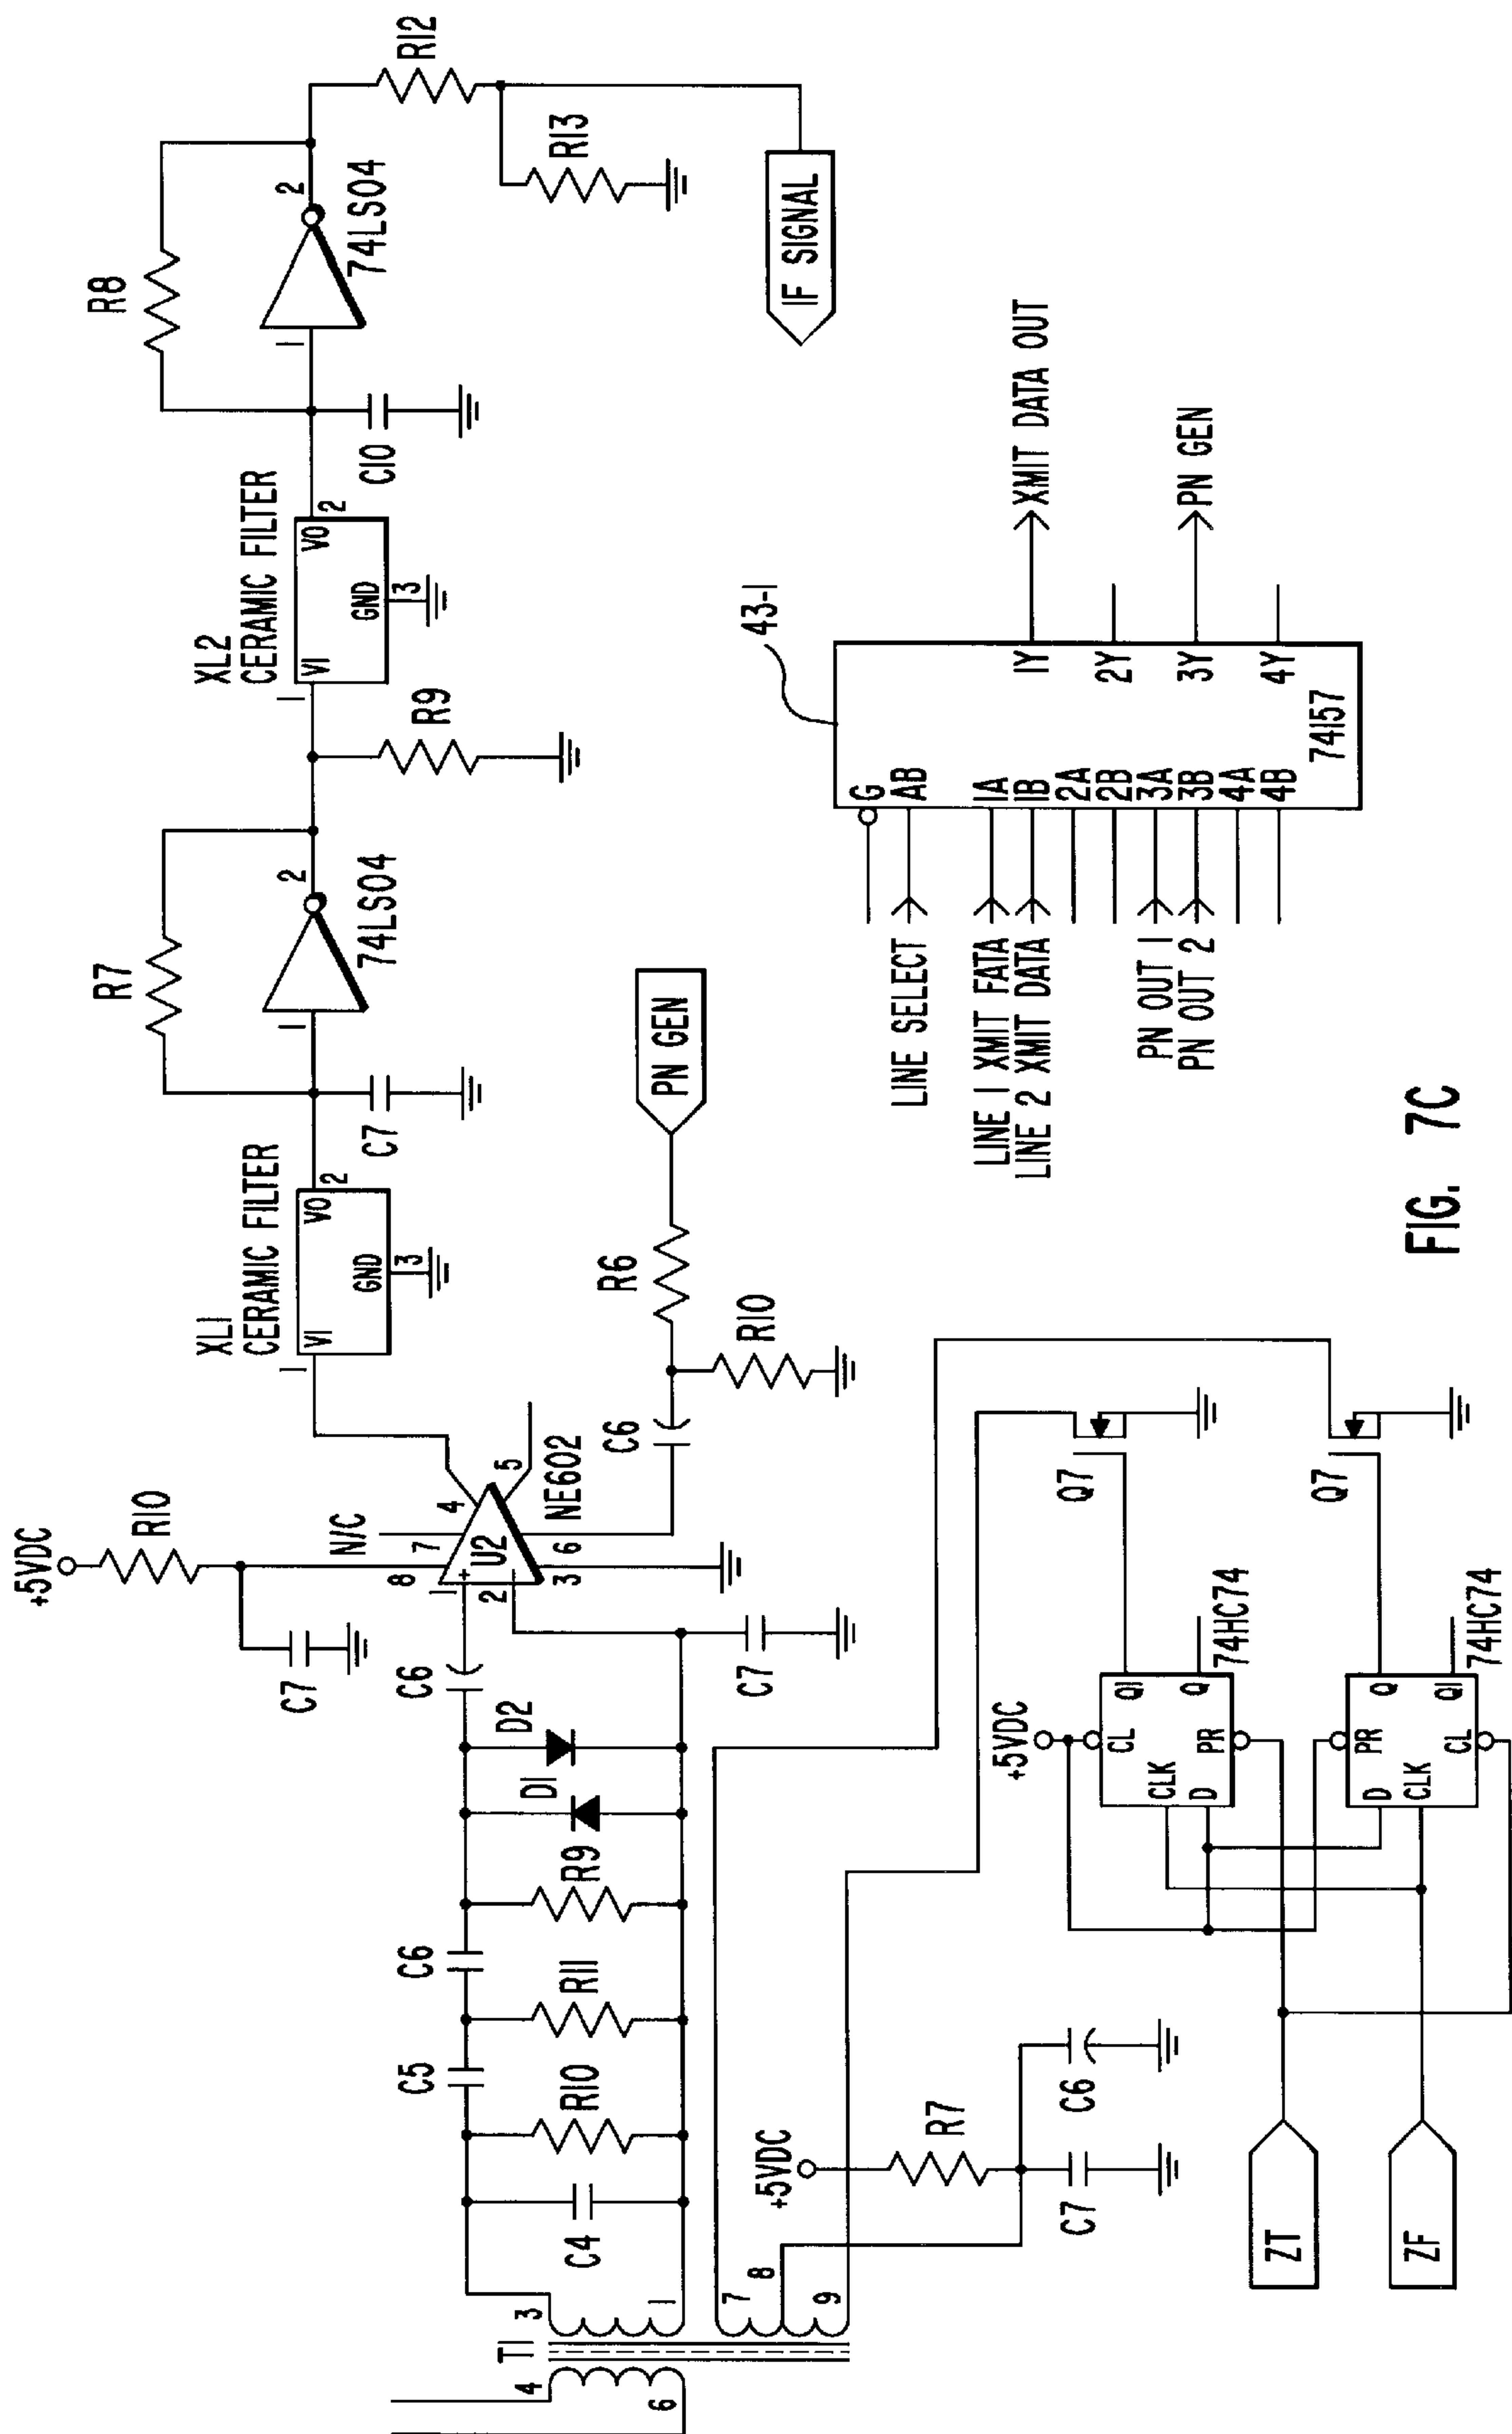 +5VDC
R10
C7
N/C
8
7
4
5
1
+
2
-
U2
3
6
NE602
XL1
CERAMIC FILTER
1
VI
VO
2
GND
3
C7
R7
1
2
74LS04
R9
XL2
CERAMIC FILTER
1
VI
VO
2
GND
3
C10
R8
1
2
74LS04
R12
R13
IF SIGNAL
T1
4
6
3
1
7
8
9
C4
R10
C5
R11
C6
R9
D1
D2
C6
C7
C6
R10
R6
PN GEN
+5VDC
R7
C7
C6
ZT
ZF
+5VDC
CL
CLK
D
PR
Q1
Q
74HC74
PR
D
CLK
CL
Q
Q1
74HC74
Q7
Q7
43-1
LINE SELECT
LINE 1 XMIT FATA
LINE 2 XMIT DATA
PN OUT 1
PN OUT 2
G
AB
1A
1B
2A
2B
3A
3B
4A
4B
1Y
2Y
3Y
4Y
74157
XMIT DATA OUT
PN GEN
FIG. 7C